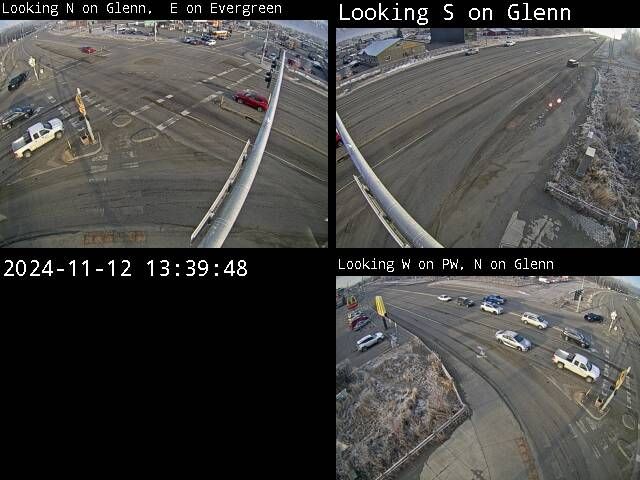 Looking N on Glenn,  E on Evergreen
Looking S on Glenn
2024-11-12 13:39:48
Looking W on PW, N on Glenn